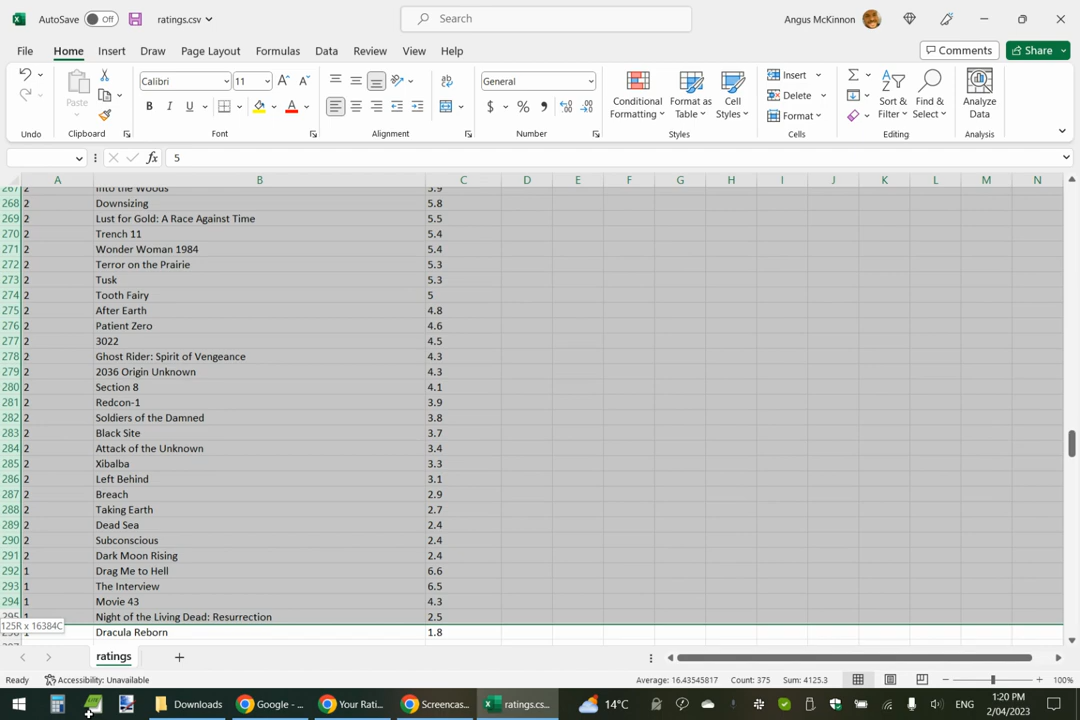 AutoSave Off ratings.csv Search Angus McKinnon
File Home Insert Draw Page Layout Formulas Data Review View Help Comments Share
Paste Calibri 11 General $ % Conditional Formatting Format as Table Cell Styles Insert Delete Format Sort & Filter Find & Select Analyze Data
Undo Clipboard Font Alignment Number Styles Cells Editing Analysis
5
A B C D E F G H I J K L M N
267 2 Into the Woods 5.9
268 2 Downsizing 5.8
269 2 Lust for Gold: A Race Against Time 5.5
270 2 Trench 11 5.4
271 2 Wonder Woman 1984 5.4
272 2 Terror on the Prairie 5.3
273 2 Tusk 5.3
274 2 Tooth Fairy 5
275 2 After Earth 4.8
276 2 Patient Zero 4.6
277 2 3022 4.5
278 2 Ghost Rider: Spirit of Vengeance 4.3
279 2 2036 Origin Unknown 4.3
280 2 Section 8 4.1
281 2 Redcon-1 3.9
282 2 Soldiers of the Damned 3.8
283 2 Black Site 3.7
284 2 Attack of the Unknown 3.4
285 2 Xibalba 3.3
286 2 Left Behind 3.1
287 2 Breach 2.9
288 2 Taking Earth 2.7
289 2 Dead Sea 2.4
290 2 Subconscious 2.4
291 2 Dark Moon Rising 2.4
292 1 Drag Me to Hell 6.6
293 1 The Interview 6.5
294 1 Movie 43 4.3
295 1 Night of the Living Dead: Resurrection 2.5
125R x 16384C
Dracula Reborn 1.8
ratings
Ready Accessibility: Unavailable Average: 16.43545817 Count: 375 Sum: 4125.3 100%
Downloads Google - ... Your Rati... Screencas... ratings.cs... 14°C ENG 1:20 PM
2/04/2023